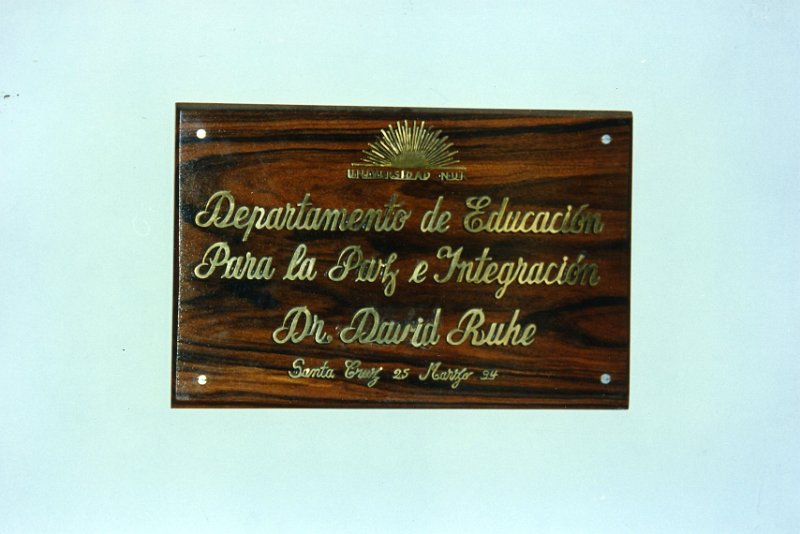 UNIVERSIDAD NUR
Departamento de Educación
Para la Paz e Integración
Dr. David Ruhe
Santa Cruz 25 Marzo 94